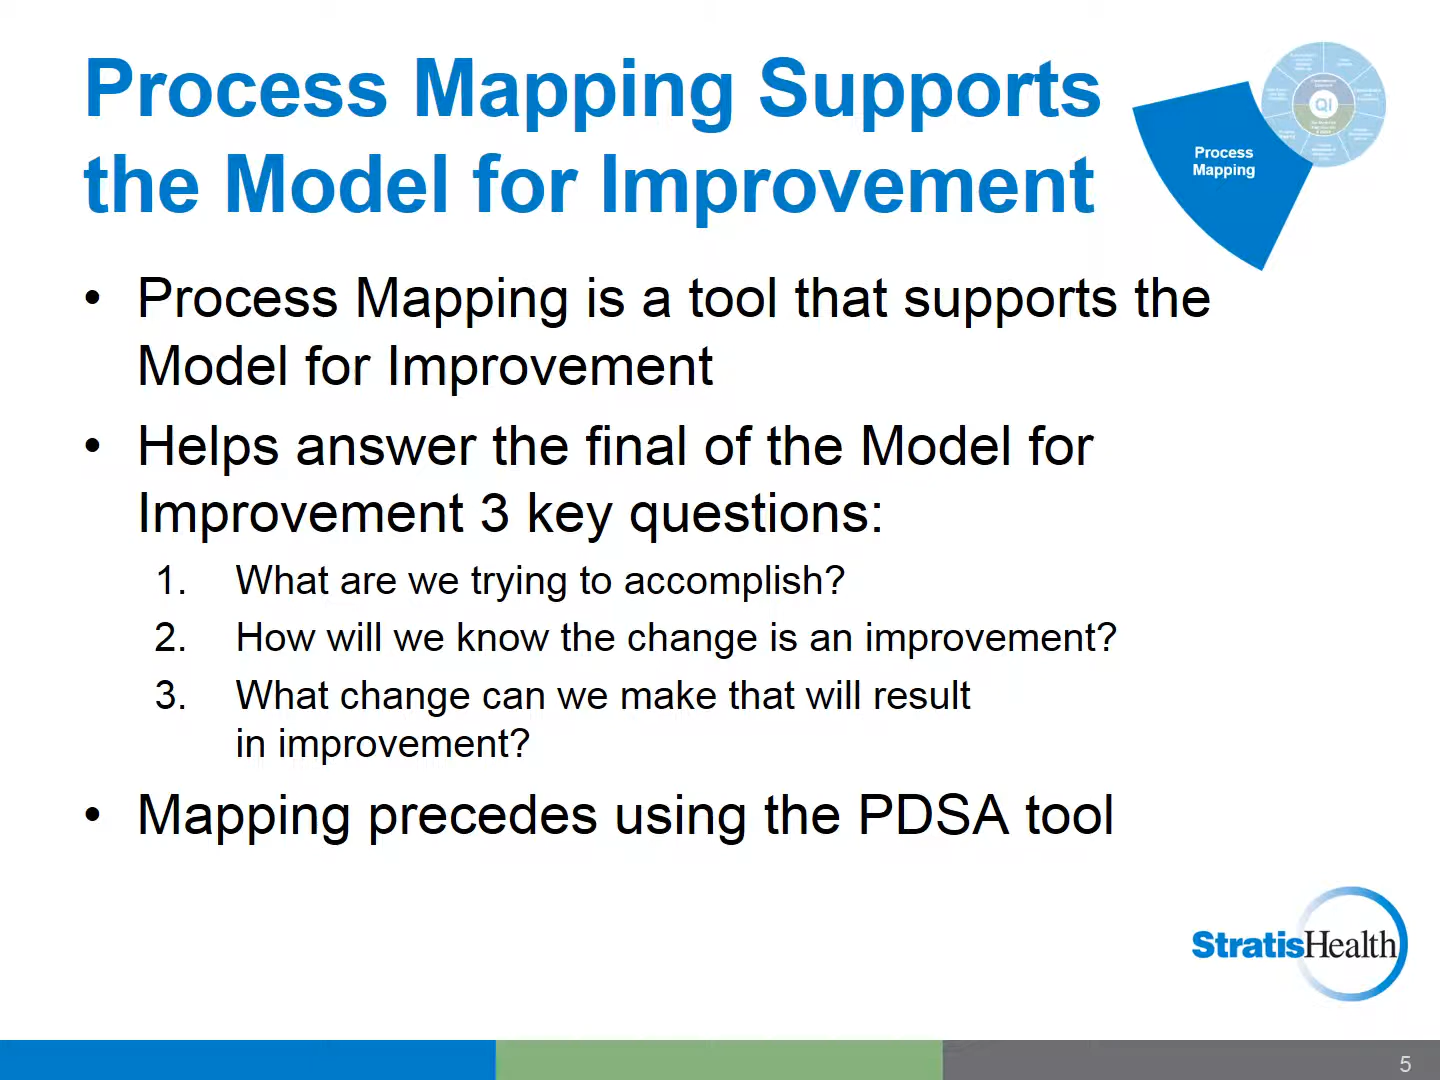 Process Mapping Supports
the Model for Improvement
QI
Process
Mapping
• Process Mapping is a tool that supports the
Model for Improvement
• Helps answer the final of the Model for
Improvement 3 key questions:
1. What are we trying to accomplish?
2. How will we know the change is an improvement?
3. What change can we make that will result
in improvement?
• Mapping precedes using the PDSA tool
StratisHealth
5